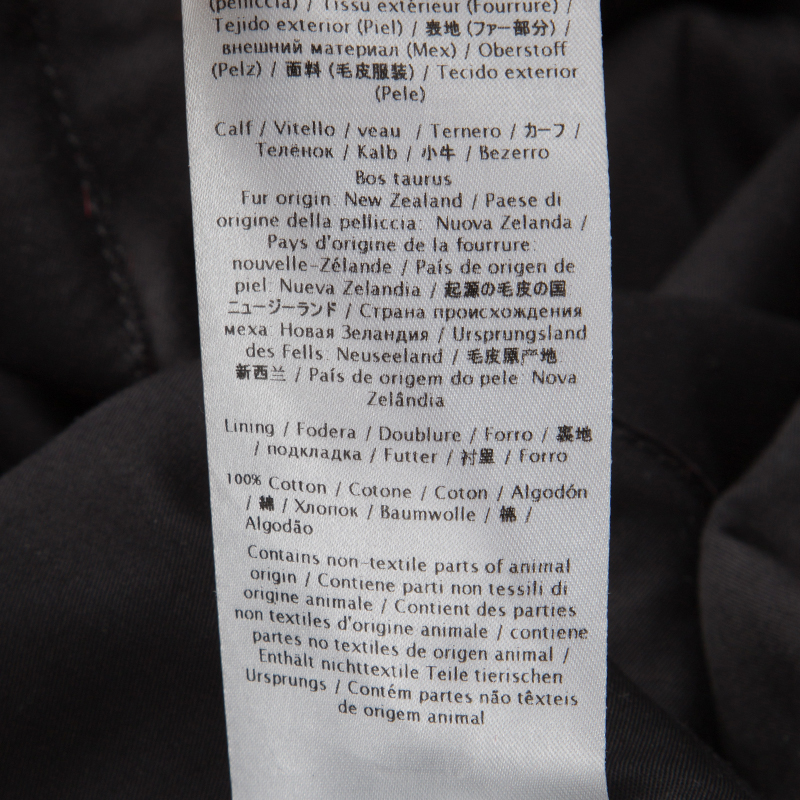 (pelliccia) / Tissu extérieur (Fourrure) /
Tejido exterior (Piel) / 表地 (ファー部分) /
внешний материал (Мех) / Oberstoff
(Pelz) / 面料 (毛皮服装) / Tecido exterior
(Pele)
Calf / Vitello / veau / Ternero / カーフ /
Телёнок / Kalb / 小牛 / Bezerro
Bos taurus
Fur origin: New Zealand / Paese di
origine della pelliccia: Nuova Zelanda /
Pays d'origine de la fourrure:
nouvelle-Zélande / País de origen de
piel: Nueva Zelandia / 起源の毛皮の国
ニュージーランド / Страна происхождения
меха: Новая Зеландия / Ursprungsland
des Fells: Neuseeland / 毛皮原产地:
新西兰 / País de origem do pele: Nova
Zelândia
Lining / Fodera / Doublure / Forro / 裏地
/ подкладка / Futter / 衬里 / Forro
100% Cotton / Cotone / Coton / Algodón
/ 綿 / Хлопок / Baumwolle / 棉 /
Algodão
Contains non-textile parts of animal
origin / Contiene parti non tessili di
origine animale / Contient des parties
non textiles d'origine animale / contiene
partes no textiles de origen animal /
Enthält nichttextile Teile tierischen
Ursprungs / Contém partes não têxteis
de origem animal